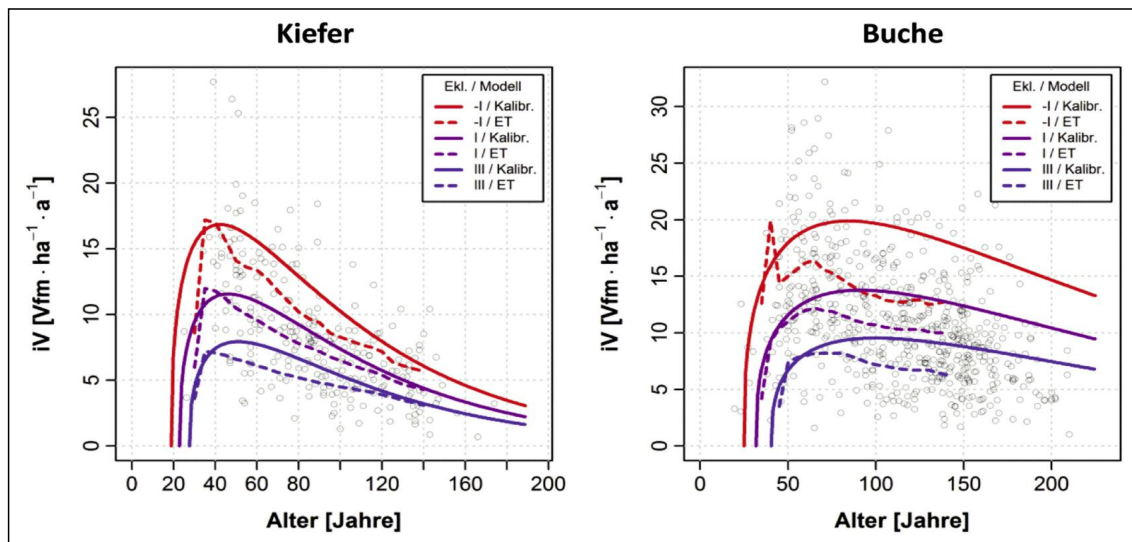 Kiefer
Ekl. / Modell
-I / Kalibr.
-I / ET
I / Kalibr.
I / ET
III / Kalibr.
III / ET
iV [Vfm · ha⁻¹ · a⁻¹]
25
20
15
10
5
0
0 20 40 60 80 120 160 200
Alter [Jahre]
Buche
Ekl. / Modell
-I / Kalibr.
-I / ET
I / Kalibr.
I / ET
III / Kalibr.
III / ET
iV [Vfm · ha⁻¹ · a⁻¹]
30
25
20
15
10
5
0
0 50 100 150 200
Alter [Jahre]